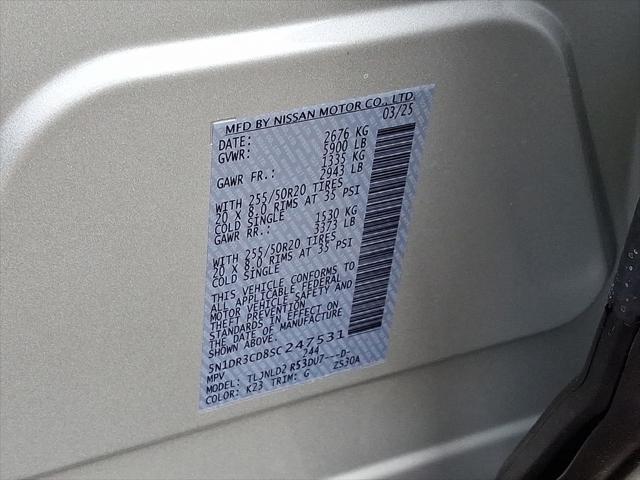 MFD BY NISSAN MOTOR CO., LTD.
DATE: 03/25
GVWR: 2676 KG
5900 LB
GAWR FR.: 1335 KG
2943 LB
WITH 255/50R20 TIRES
20 X 8.0 RIMS AT 35 PSI
COLD SINGLE
GAWR RR.: 1530 KG
3373 LB
WITH 255/50R20 TIRES
20 X 8.0 RIMS AT 35 PSI
COLD SINGLE
THIS VEHICLE CONFORMS TO
ALL APPLICABLE FEDERAL
MOTOR VEHICLE SAFETY AND
THEFT PREVENTION
STANDARDS IN EFFECT ON
THE DATE OF MANUFACTURE
SHOWN ABOVE.
5N1DR3CD8SC247531
MPV 244
MODEL: TLJNLD2 R53DU7---D-
COLOR: K23 TRIM: G ZS30A